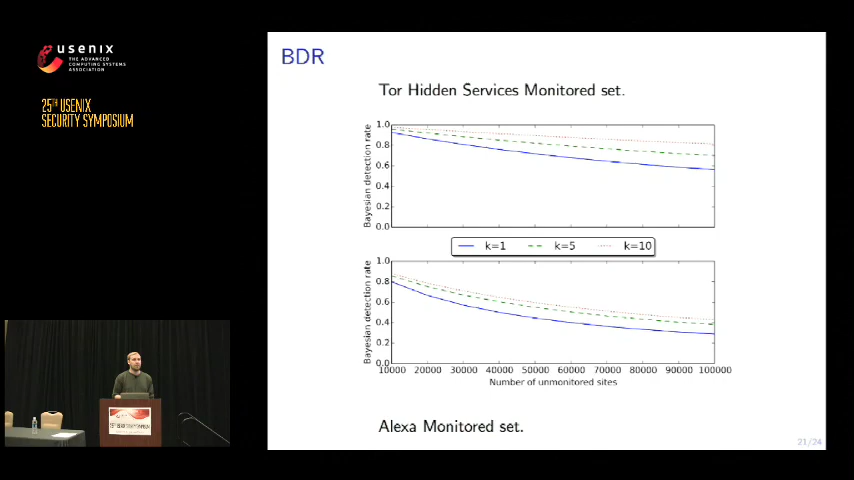 usenix
THE ADVANCED
COMPUTING SYSTEMS
ASSOCIATION
25TH USENIX
SECURITY SYMPOSIUM
BDR
Tor Hidden Services Monitored set.
Bayesian detection rate
1.0
0.8
0.6
0.4
0.2
0.0
k=1 k=5 k=10
Bayesian detection rate
1.0
0.8
0.6
0.4
0.2
0.0
10000 20000 30000 40000 50000 60000 70000 80000 90000 100000
Number of unmonitored sites
Alexa Monitored set.
21/24